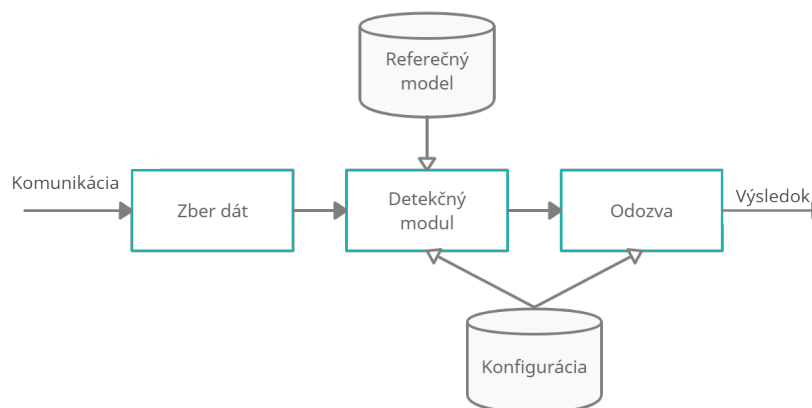 Referečný
model
Komunikácia
Zber dát
Detekčný
modul
Odozva
Výsledok
Konfigurácia